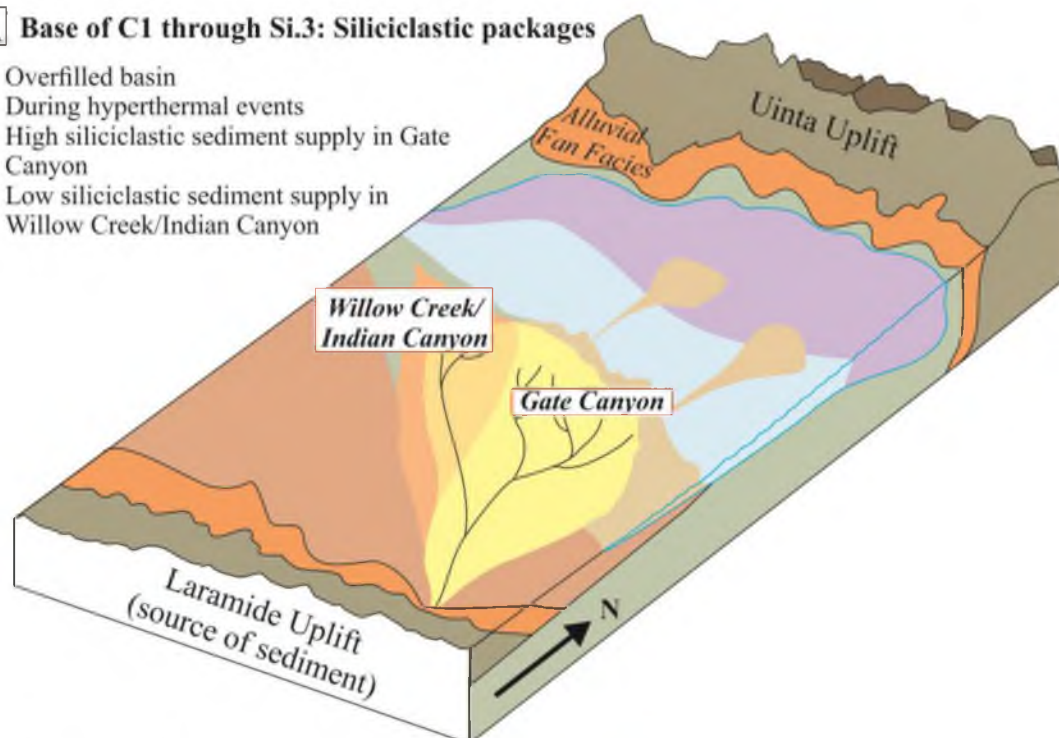 Base of C1 through Si.3: Siliciclastic packages
Overfilled basin
During hyperthermal events
High siliciclastic sediment supply in Gate
Canyon
Low siliciclastic sediment supply in
Willow Creek/Indian Canyon
Uinta Uplift
Alluvial
Fan Facies
Willow Creek/
Indian Canyon
Gate Canyon
Laramide Uplift
(source of sediment)
N